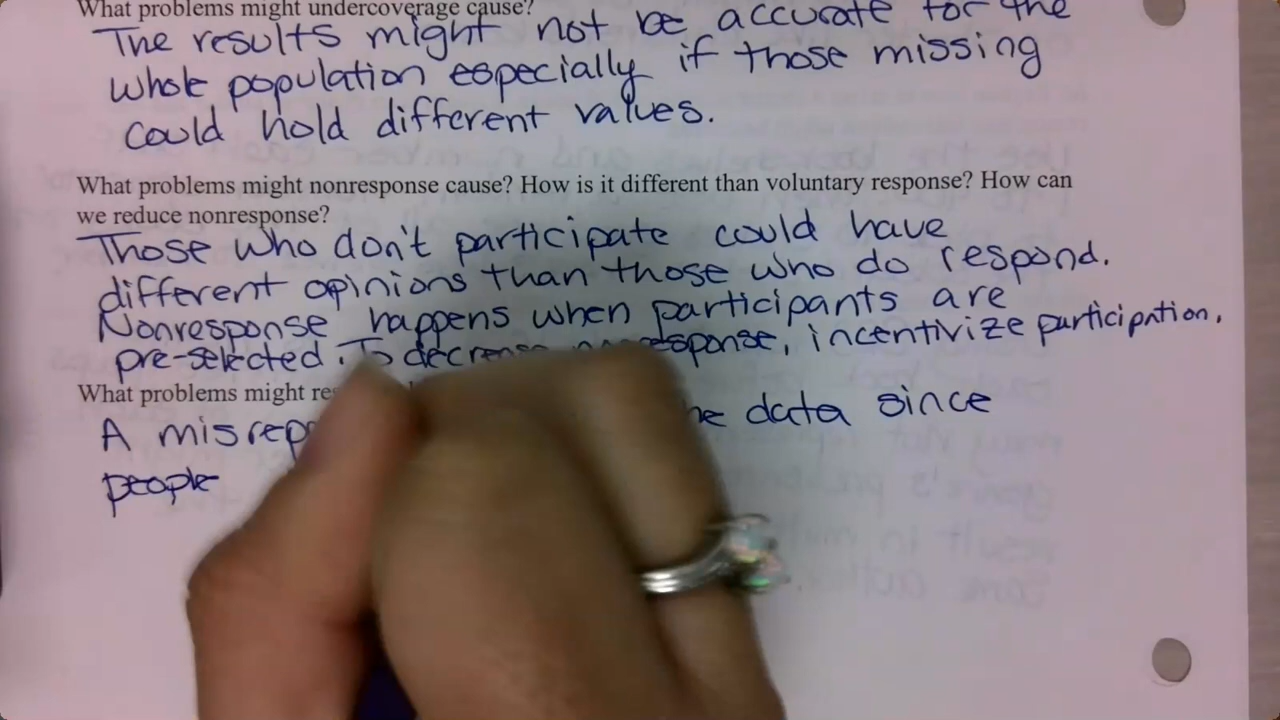 What problems might undercoverage cause?
The results might not be accurate for the
whole population especially if those missing
could hold different values.
What problems might nonresponse cause? How is it different than voluntary response? How can
we reduce nonresponse?
Those who don't participate could have
different opinions than those who do respond.
Nonresponse happens when participants are
pre-selected. To decrease nonresponse, incentivize participation.
What problems might
A data since
people